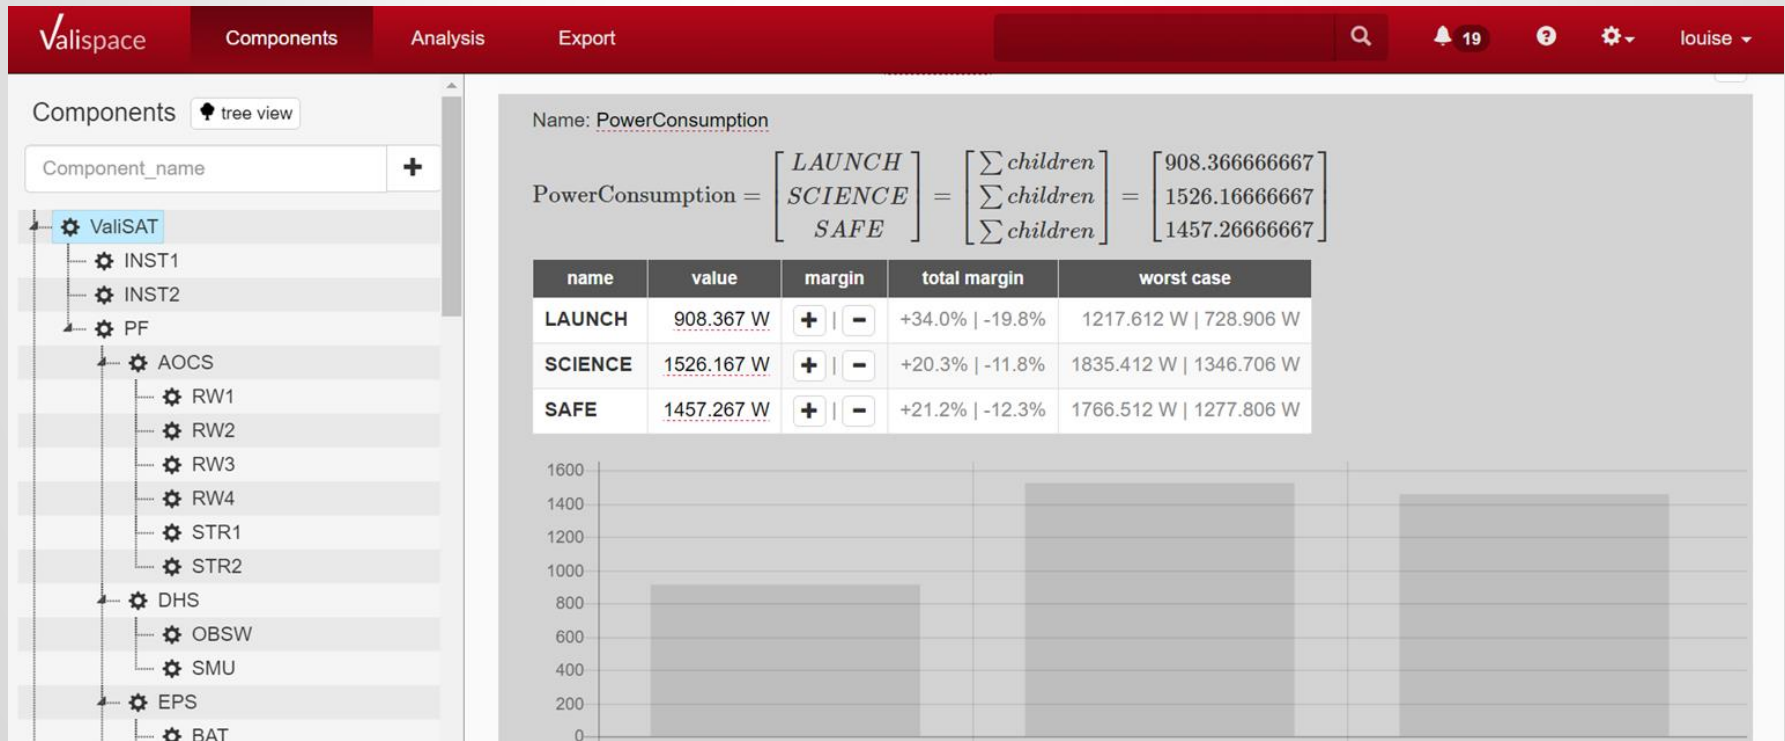 Valispace Components Analysis Export 19 louise
Components tree view
Component_name
ValiSAT
INST1
INST2
PF
AOCS
RW1
RW2
RW3
RW4
STR1
STR2
DHS
OBSW
SMU
EPS
BAT
Name: PowerConsumption
PowerConsumption = [LAUNCH SCIENCE SAFE] = [∑ children ∑ children ∑ children] = [908.366666667 1526.16666667 1457.26666667]
name value margin total margin worst case
LAUNCH 908.367 W + | − +34.0% | -19.8% 1217.612 W | 728.906 W
SCIENCE 1526.167 W + | − +20.3% | -11.8% 1835.412 W | 1346.706 W
SAFE 1457.267 W + | − +21.2% | -12.3% 1766.512 W | 1277.806 W
1600
1400
1200
1000
800
600
400
200
0